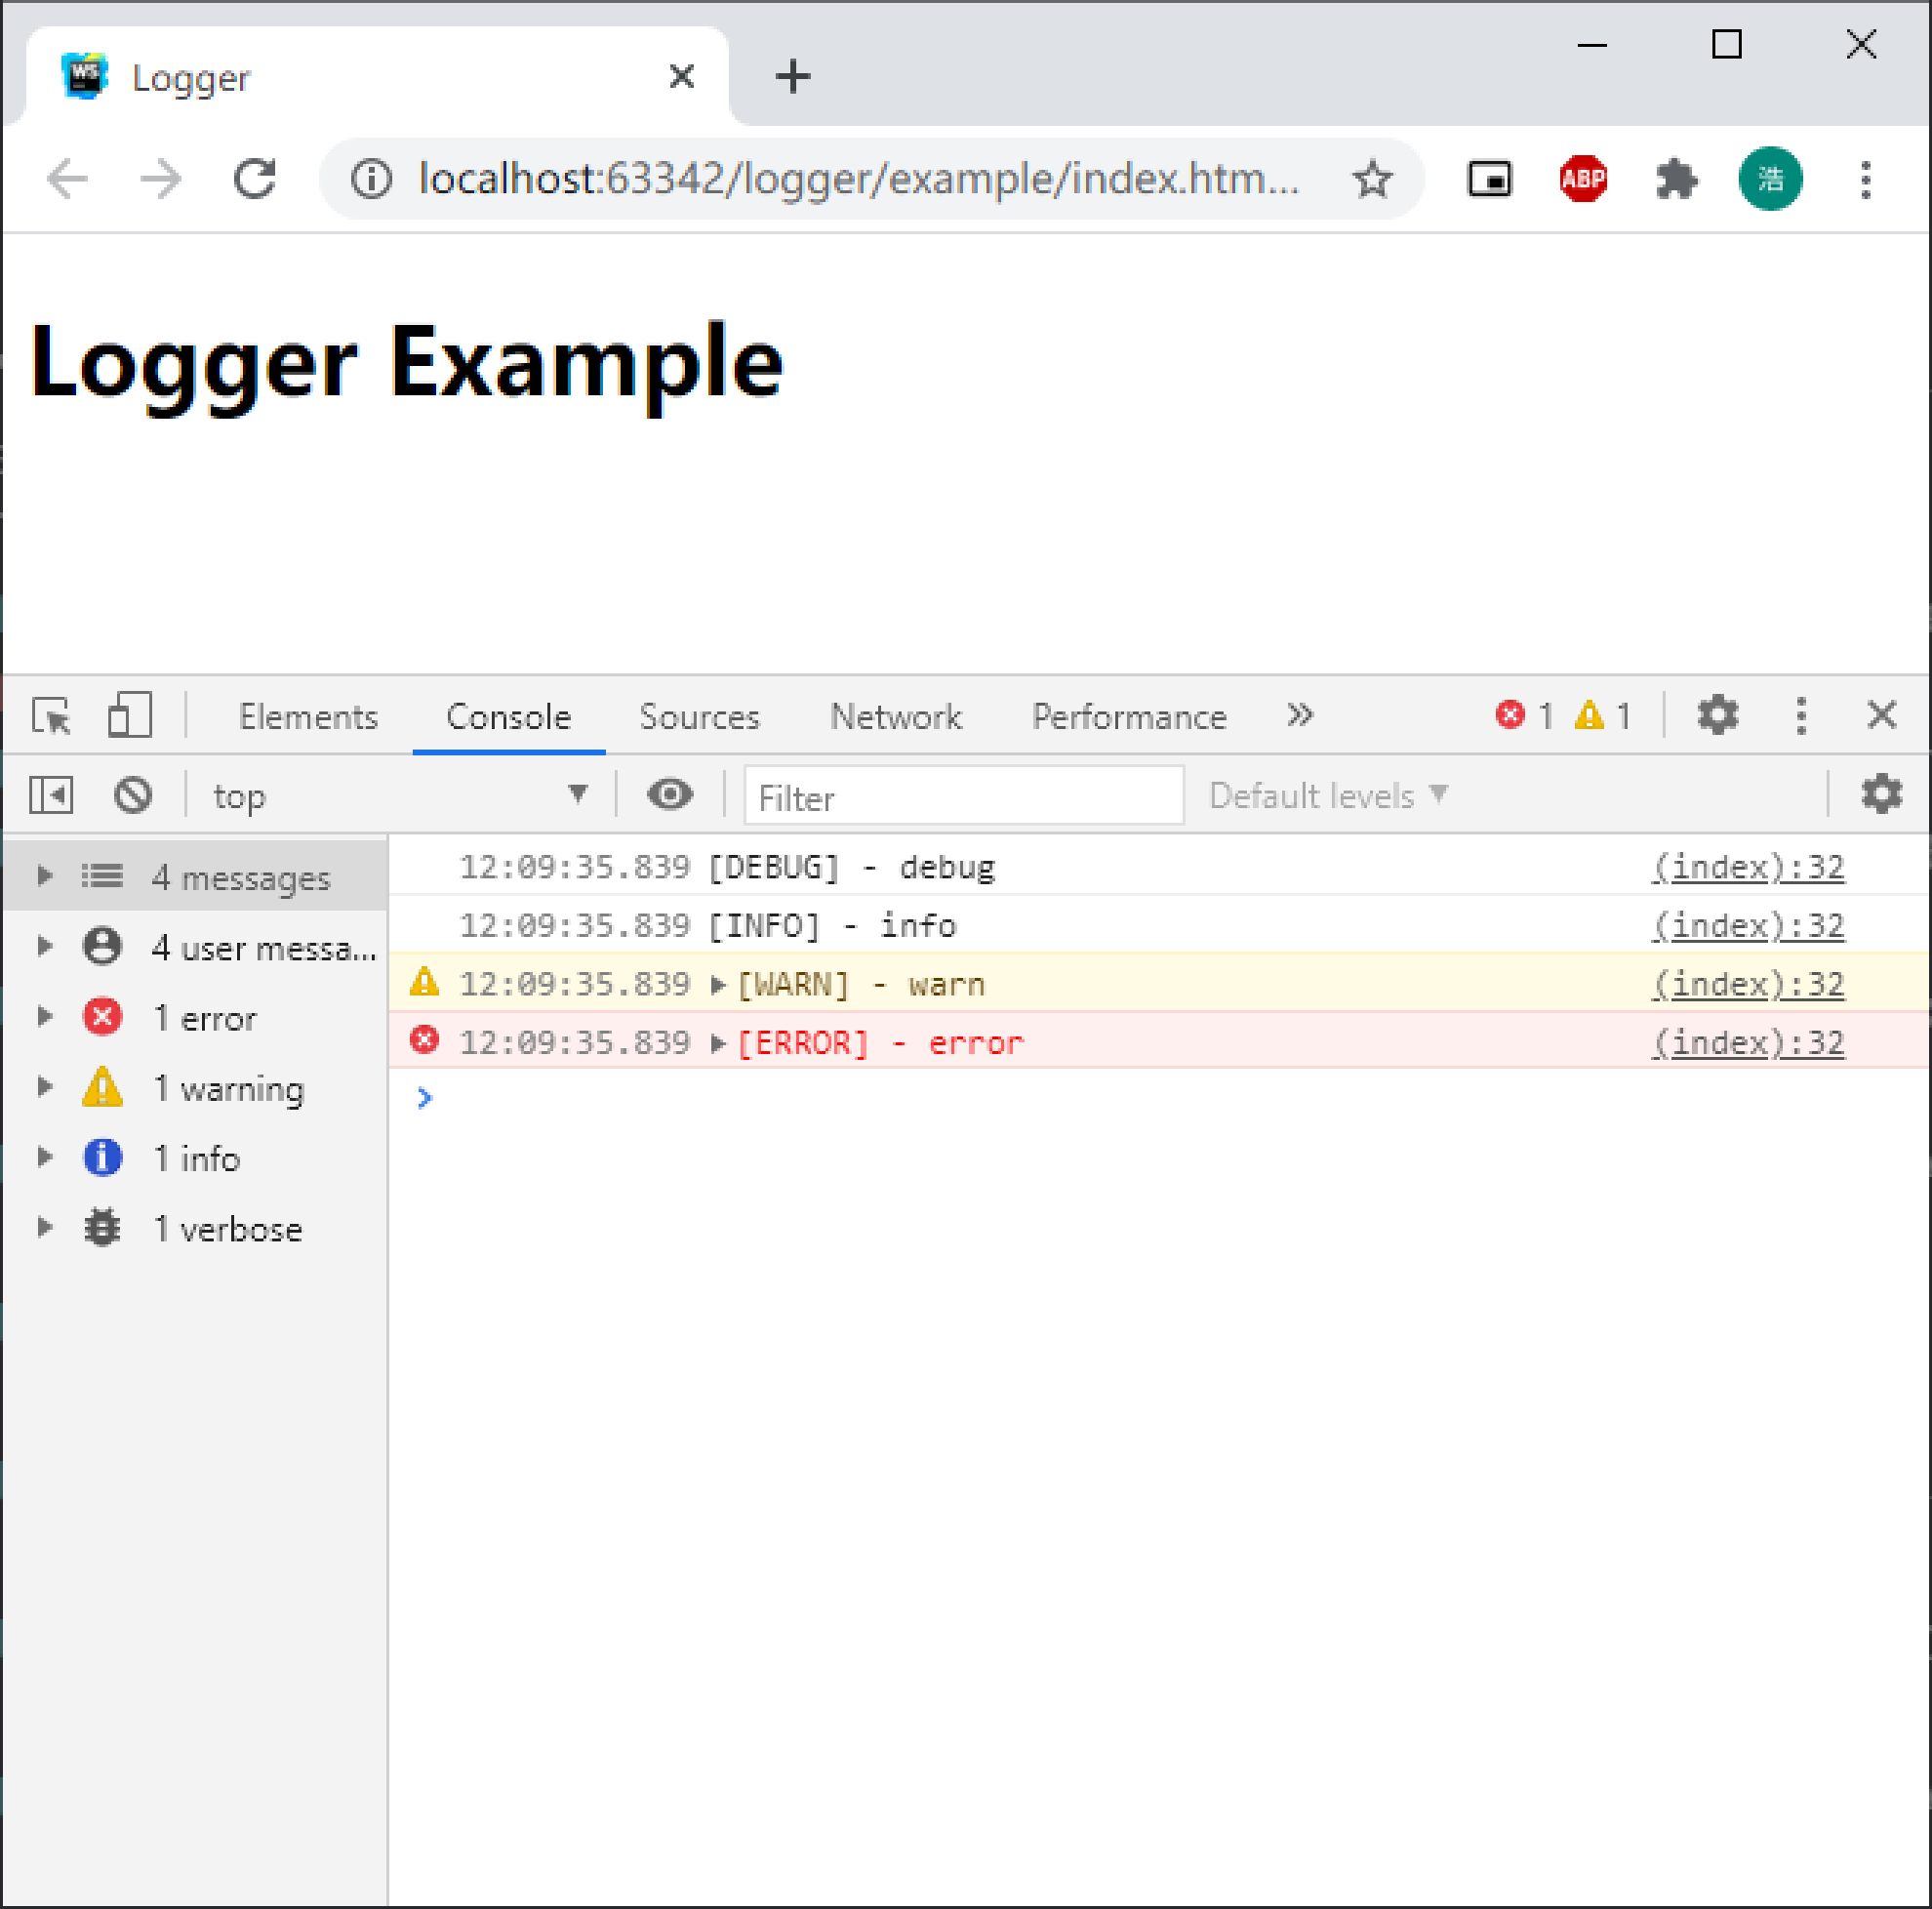 WS Logger
localhost:63342/logger/example/index.htm...
ABP
浩
Logger Example
Elements Console Sources Network Performance 1 1
top Filter Default levels
4 messages
4 user messa...
1 error
1 warning
1 info
1 verbose
12:09:35.839 [DEBUG] - debug (index):32
12:09:35.839 [INFO] - info (index):32
12:09:35.839 [WARN] - warn (index):32
12:09:35.839 [ERROR] - error (index):32